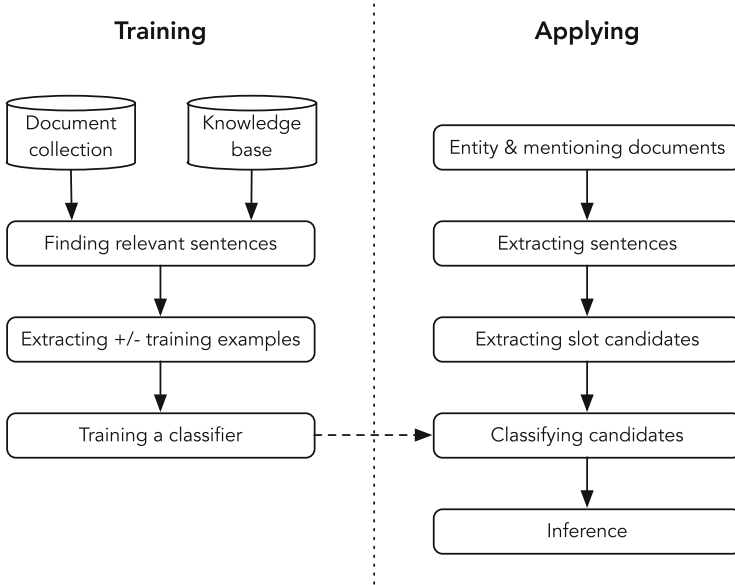 Training
Document
collection
Knowledge
base
Finding relevant sentences
Extracting +/- training examples
Training a classifier
Applying
Entity & mentioning documents
Extracting sentences
Extracting slot candidates
Classifying candidates
Inference